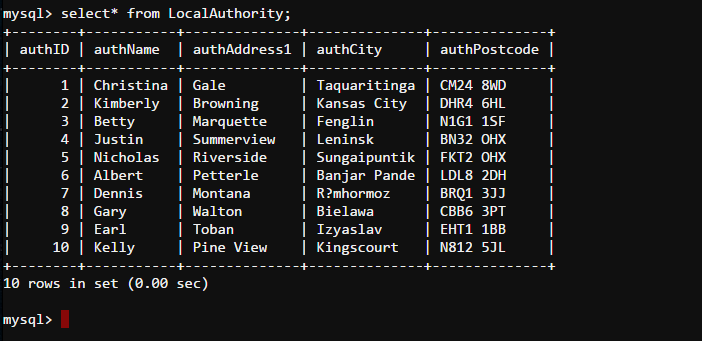 mysql> select* from LocalAuthority;
+--------+-----------+--------------+--------------+--------------+
| authID | authName  | authAddress1 | authCity     | authPostcode |
+--------+-----------+--------------+--------------+--------------+
|      1 | Christina | Gale         | Taquaritinga | CM24 8WD     |
|      2 | Kimberly  | Browning     | Kansas City  | DHR4 6HL     |
|      3 | Betty     | Marquette    | Fenglin      | N1G1 1SF     |
|      4 | Justin    | Summerview   | Leninsk      | BN32 OHX     |
|      5 | Nicholas  | Riverside    | Sungaipuntik | FKT2 OHX     |
|      6 | Albert    | Petterle     | Banjar Pande | LDL8 2DH     |
|      7 | Dennis    | Montana      | R?mhormoz    | BRQ1 3JJ     |
|      8 | Gary      | Walton       | Bielawa      | CBB6 3PT     |
|      9 | Earl      | Toban        | Izyaslav     | EHT1 1BB     |
|     10 | Kelly     | Pine View    | Kingscourt   | N812 5JL     |
+--------+-----------+--------------+--------------+--------------+
10 rows in set (0.00 sec)
mysql>